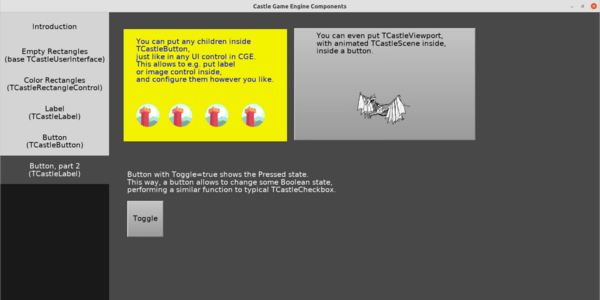 Castle Game Engine Components
Introduction
Empty Rectangles
(base TCastleUserInterface)
Color Rectangles
(TCastleRectangleControl)
Label
(TCastleLabel)
Button
(TCastleButton)
Button, part 2
(TCastleLabel)
You can put any children inside
TCastleButton,
just like in any UI control in CGE.
This allows to e.g. put label
or image control inside,
and configure them however you like.
You can even put TCastleViewport,
with animated TCastleScene inside,
inside a button.
Button with Toggle=true shows the Pressed state.
This way, a button allows to change some Boolean state,
performing a similar function to typical TCastleCheckbox.
Toggle